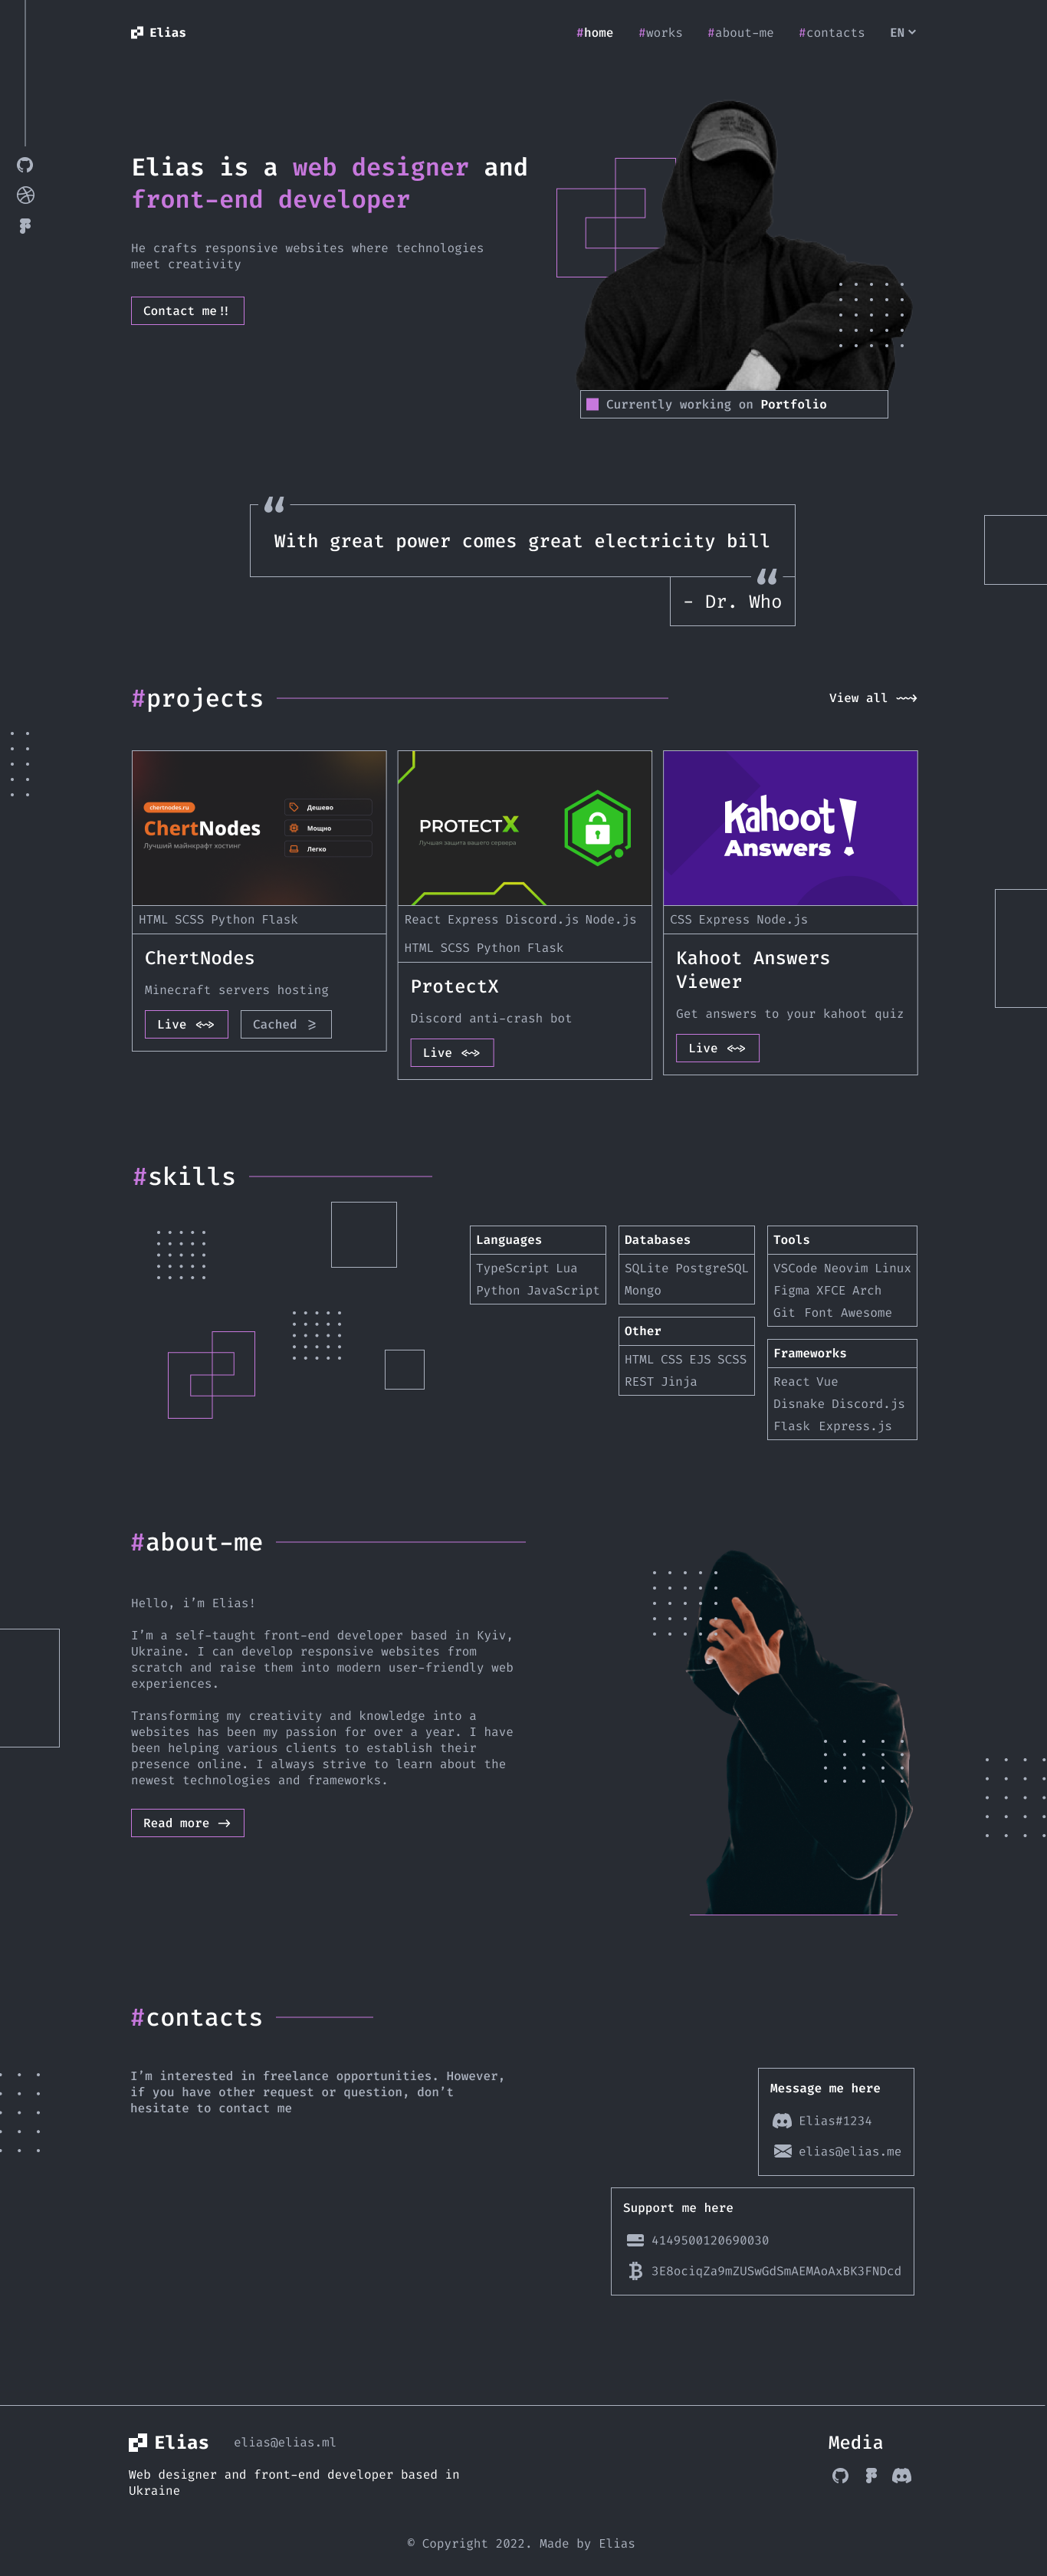 Elias
#home #works #about-me #contacts EN
Elias is a web designer and
front-end developer
He crafts responsive websites where technologies
meet creativity
Contact me!!
Currently working on Portfolio
With great power comes great electricity bill
- Dr. Who
#projects
View all ~~>
chertnodes.ru
ChertNodes
Лучший майнкрафт хостинг
Дешево
Мощно
Легко
HTML SCSS Python Flask
ChertNodes
Minecraft servers hosting
Live <~>
Cached >=
PROTECTX
Лучшая защита вашего сервера
React Express Discord.js Node.js
HTML SCSS Python Flask
ProtectX
Discord anti-crash bot
Live <~>
Kahoot!
Answers
CSS Express Node.js
Kahoot Answers
Viewer
Get answers to your kahoot quiz
Live <~>
#skills
Languages
TypeScript Lua
Python JavaScript
Databases
SQLite PostgreSQL
Mongo
Other
HTML CSS EJS SCSS
REST Jinja
Tools
VSCode Neovim Linux
Figma XFCE Arch
Git Font Awesome
Frameworks
React Vue
Disnake Discord.js
Flask Express.js
#about-me
Hello, i’m Elias!
I’m a self-taught front-end developer based in Kyiv,
Ukraine. I can develop responsive websites from
scratch and raise them into modern user-friendly web
experiences.
Transforming my creativity and knowledge into a
websites has been my passion for over a year. I have
been helping various clients to establish their
presence online. I always strive to learn about the
newest technologies and frameworks.
Read more ->
#contacts
I’m interested in freelance opportunities. However,
if you have other request or question, don’t
hesitate to contact me
Message me here
Elias#1234
elias@elias.me
Support me here
4149500120690030
3E8ociqZa9mZUSwGdSmAEMAoAxBK3FNDcd
Elias elias@elias.ml
Web designer and front-end developer based in
Ukraine
Media
© Copyright 2022. Made by Elias